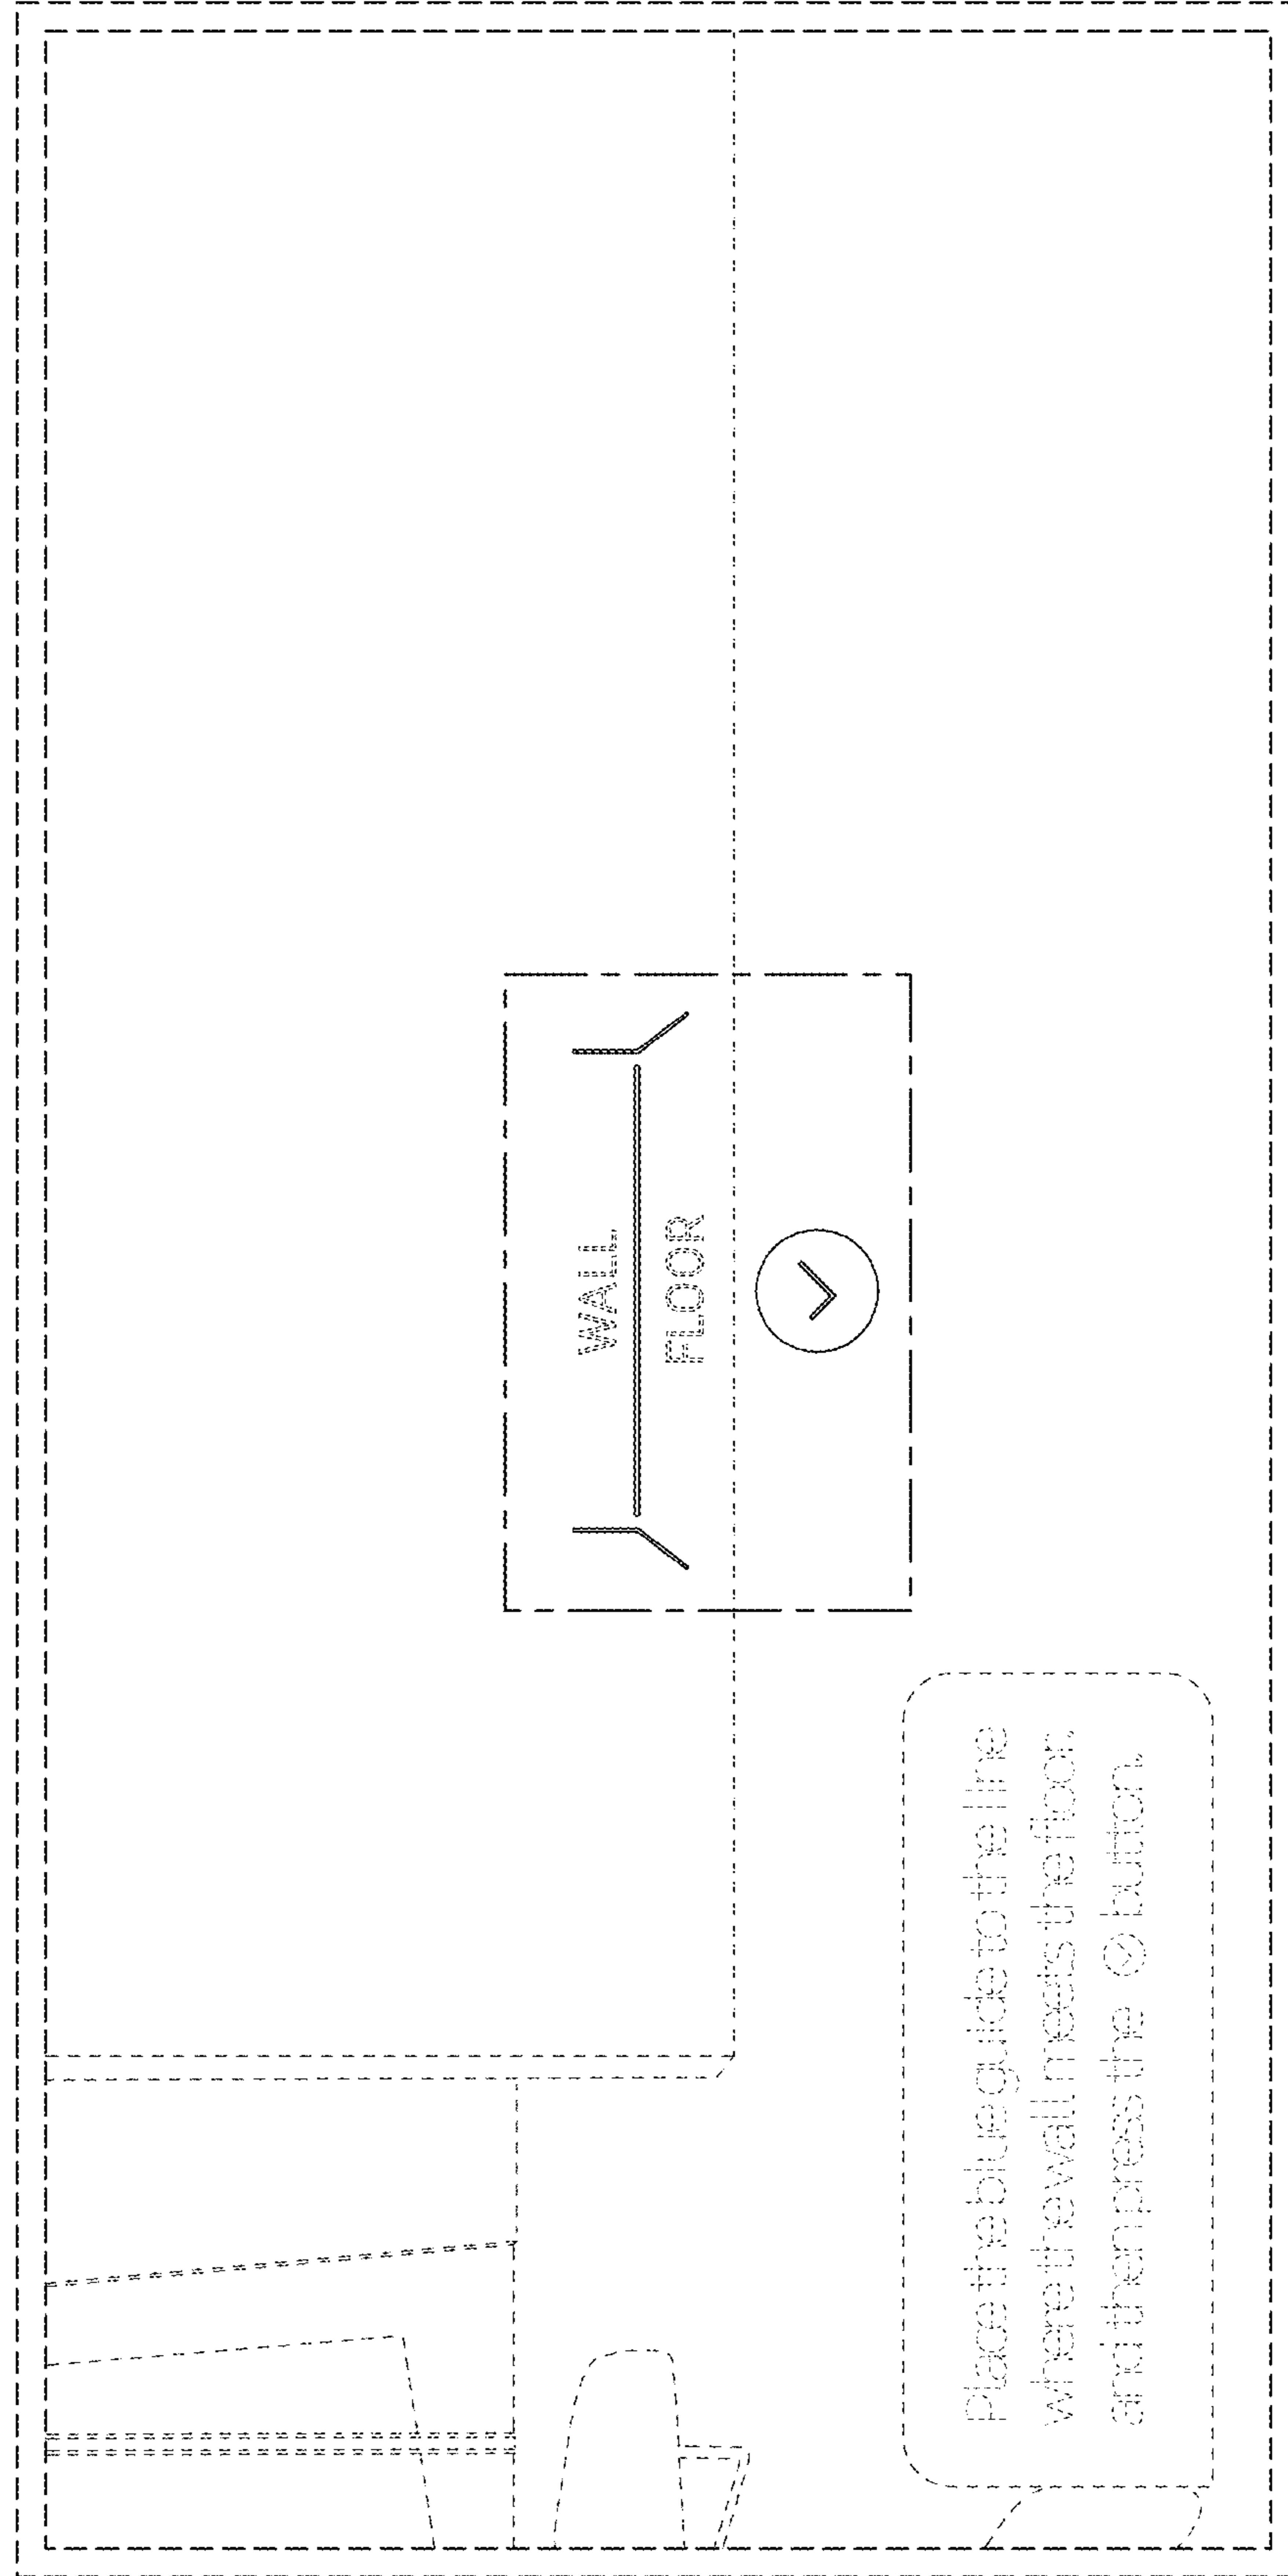 WALL
FLOOR
Place the blue guide to the line
where the wall meets the floor.
and then press the button.